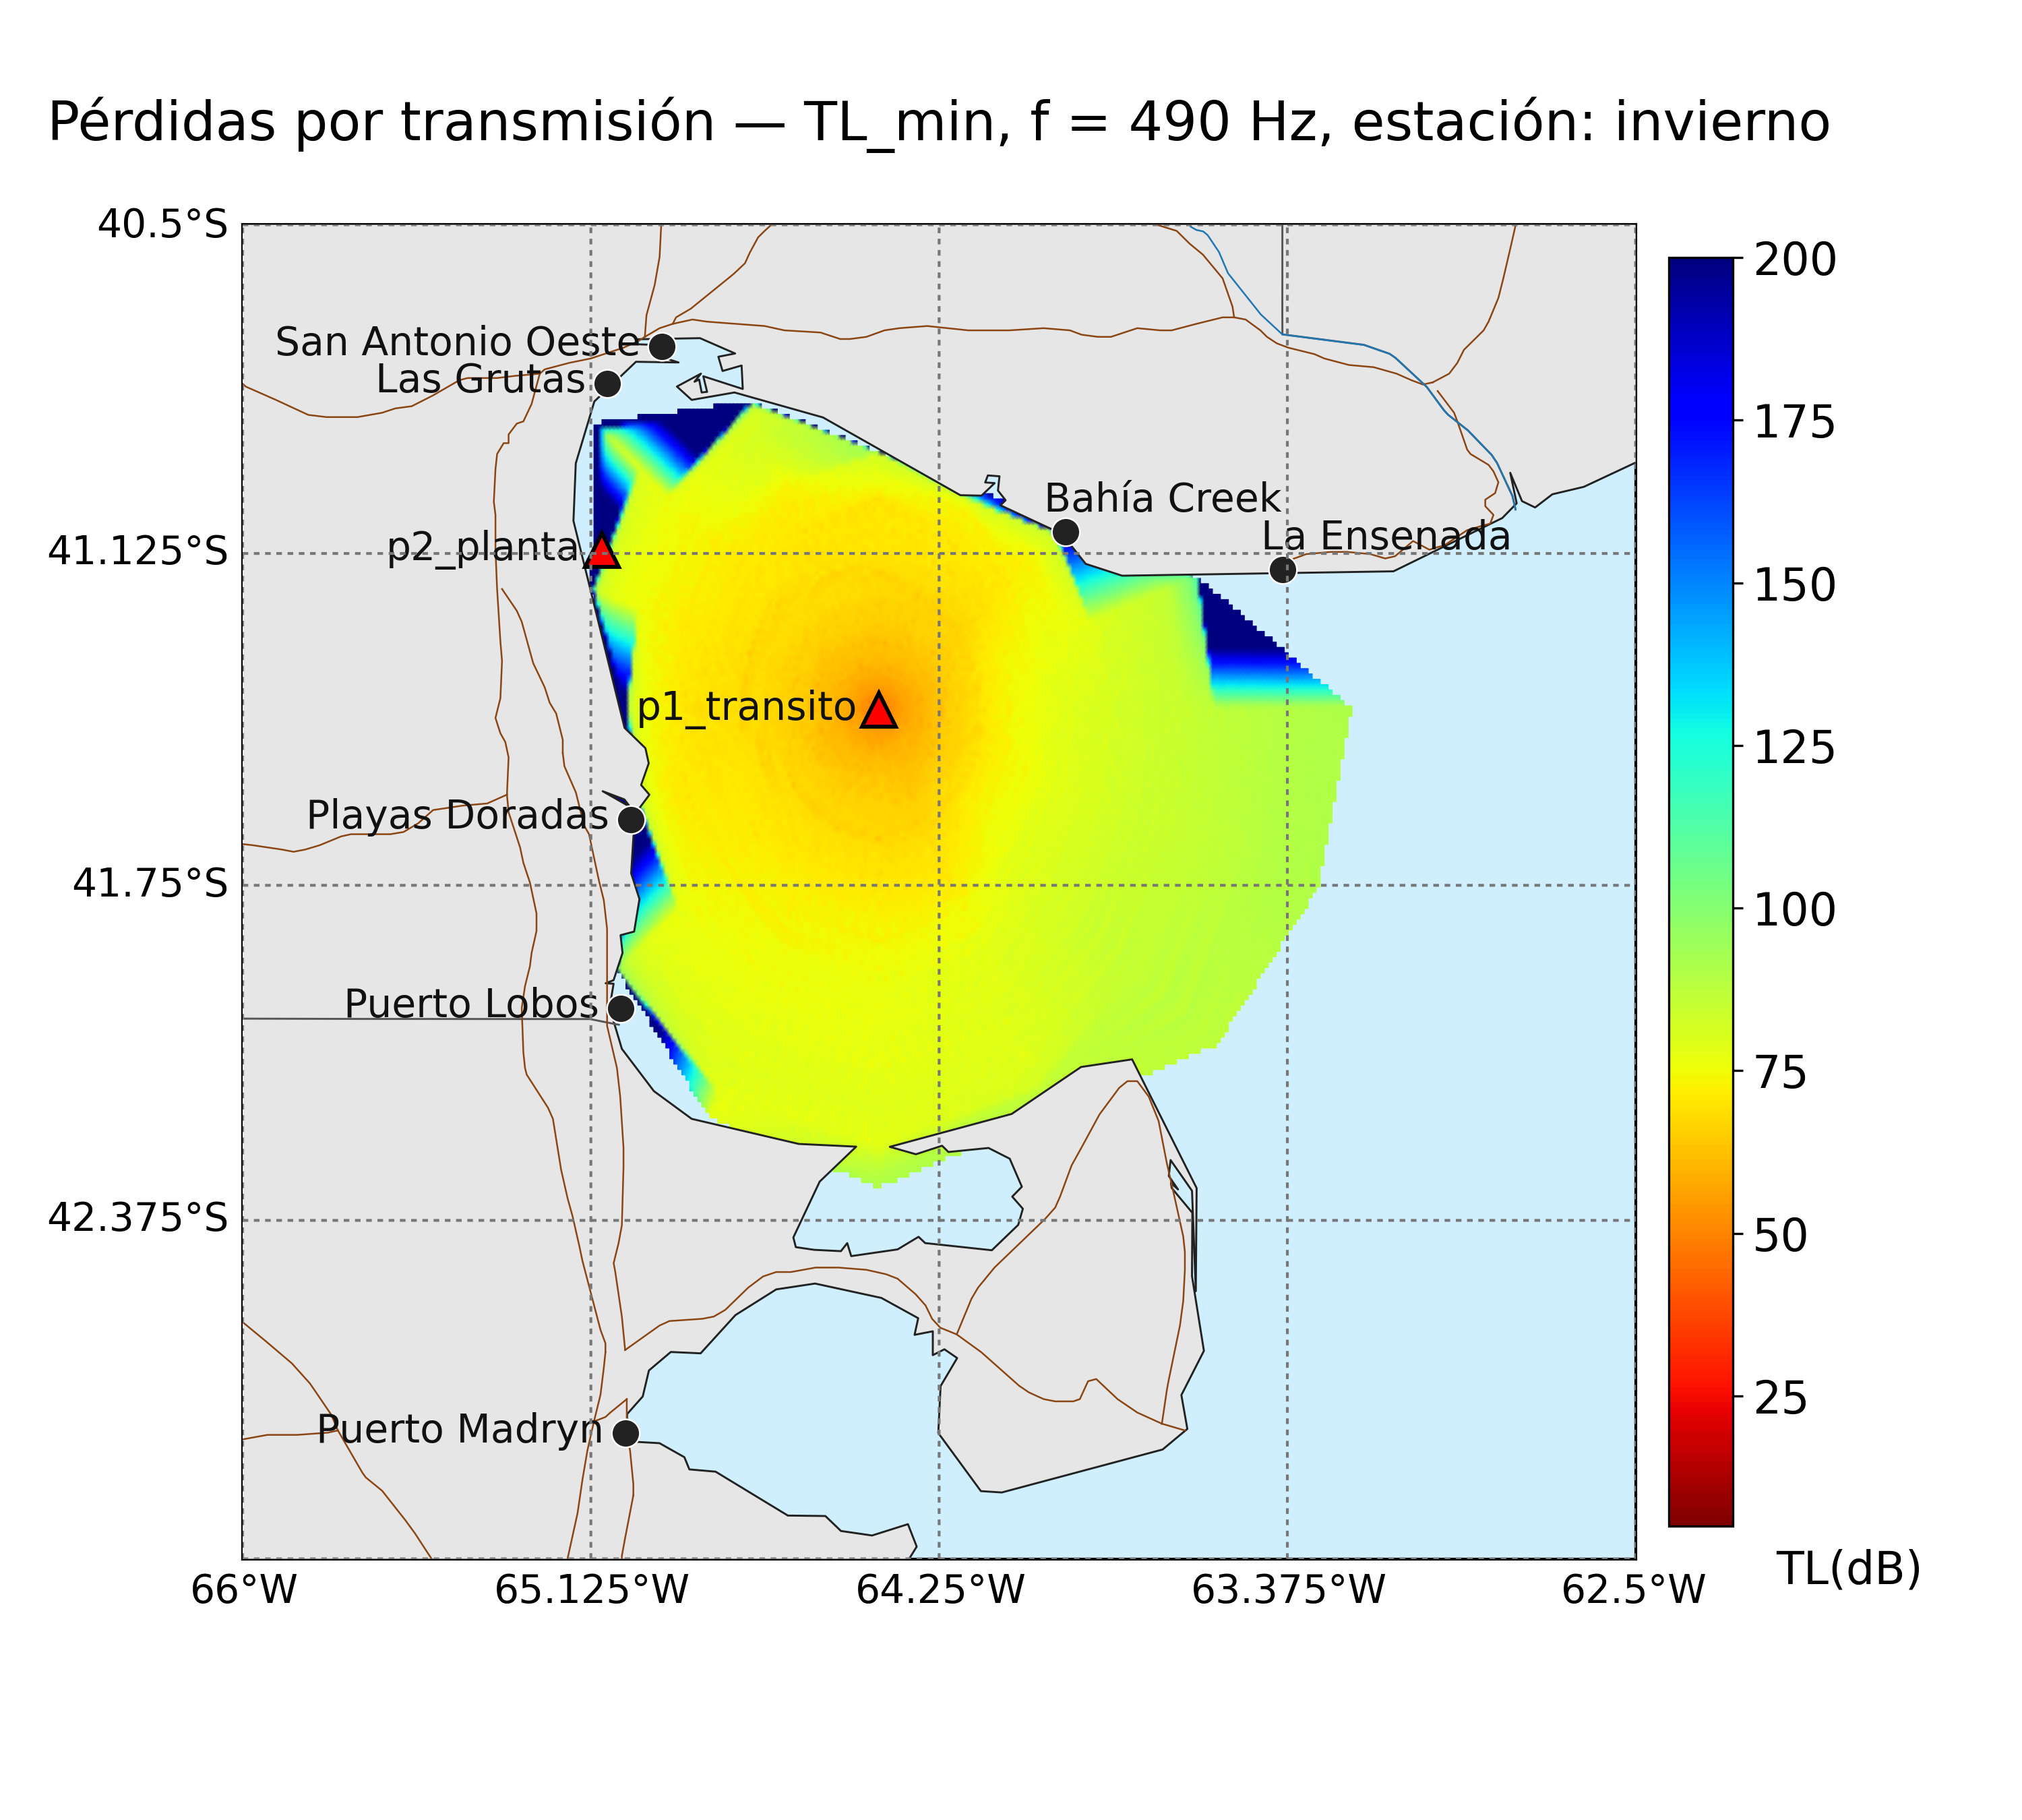 Pérdidas por transmisión — TL_min, f = 490 Hz, estación: invierno
40.5°S
200
San Antonio Oeste
Las Grutas
175
Bahía Creek
La Ensenada
41.125°S
p2_planta
150
p1_transito
125
Playas Doradas
41.75°S
100
Puerto Lobos
75
42.375°S
50
25
Puerto Madryn
TL(dB)
66°W
65.125°W
64.25°W
63.375°W
62.5°W